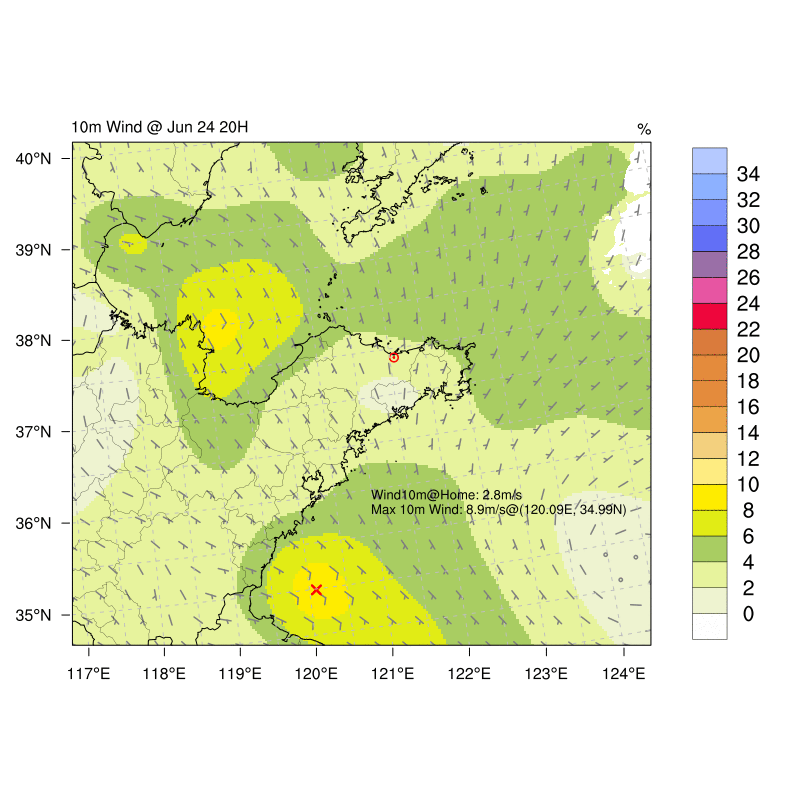 10m Wind @ Jun 24 20H
%
40°N
39°N
38°N
37°N
36°N
35°N
117°E
118°E
119°E
120°E
121°E
122°E
123°E
124°E
Wind10m@Home: 2.8m/s
Max 10m Wind: 8.9m/s@(120.09E, 34.99N)
34
32
30
28
26
24
22
20
18
16
14
12
10
8
6
4
2
0